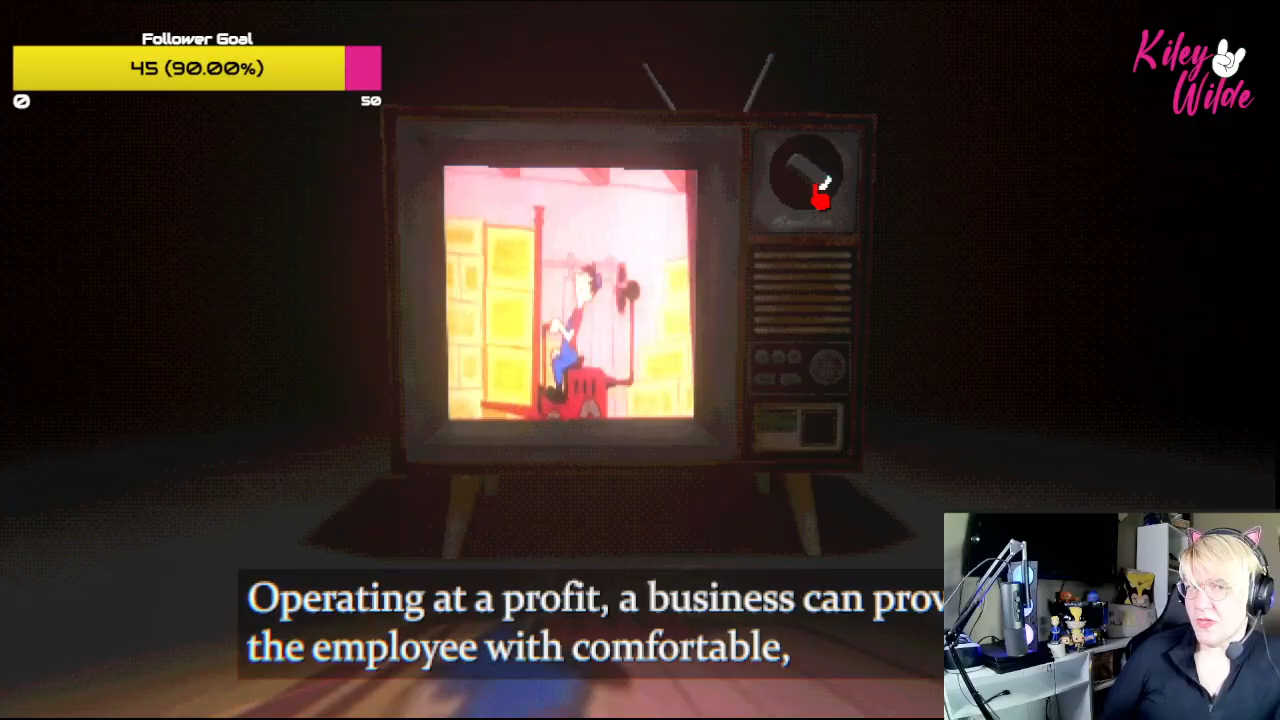 Follower Goal
45 (90.00%)
0
50
Kiley
Wilde
Operating at a profit, a business can prov
the employee with comfortable,